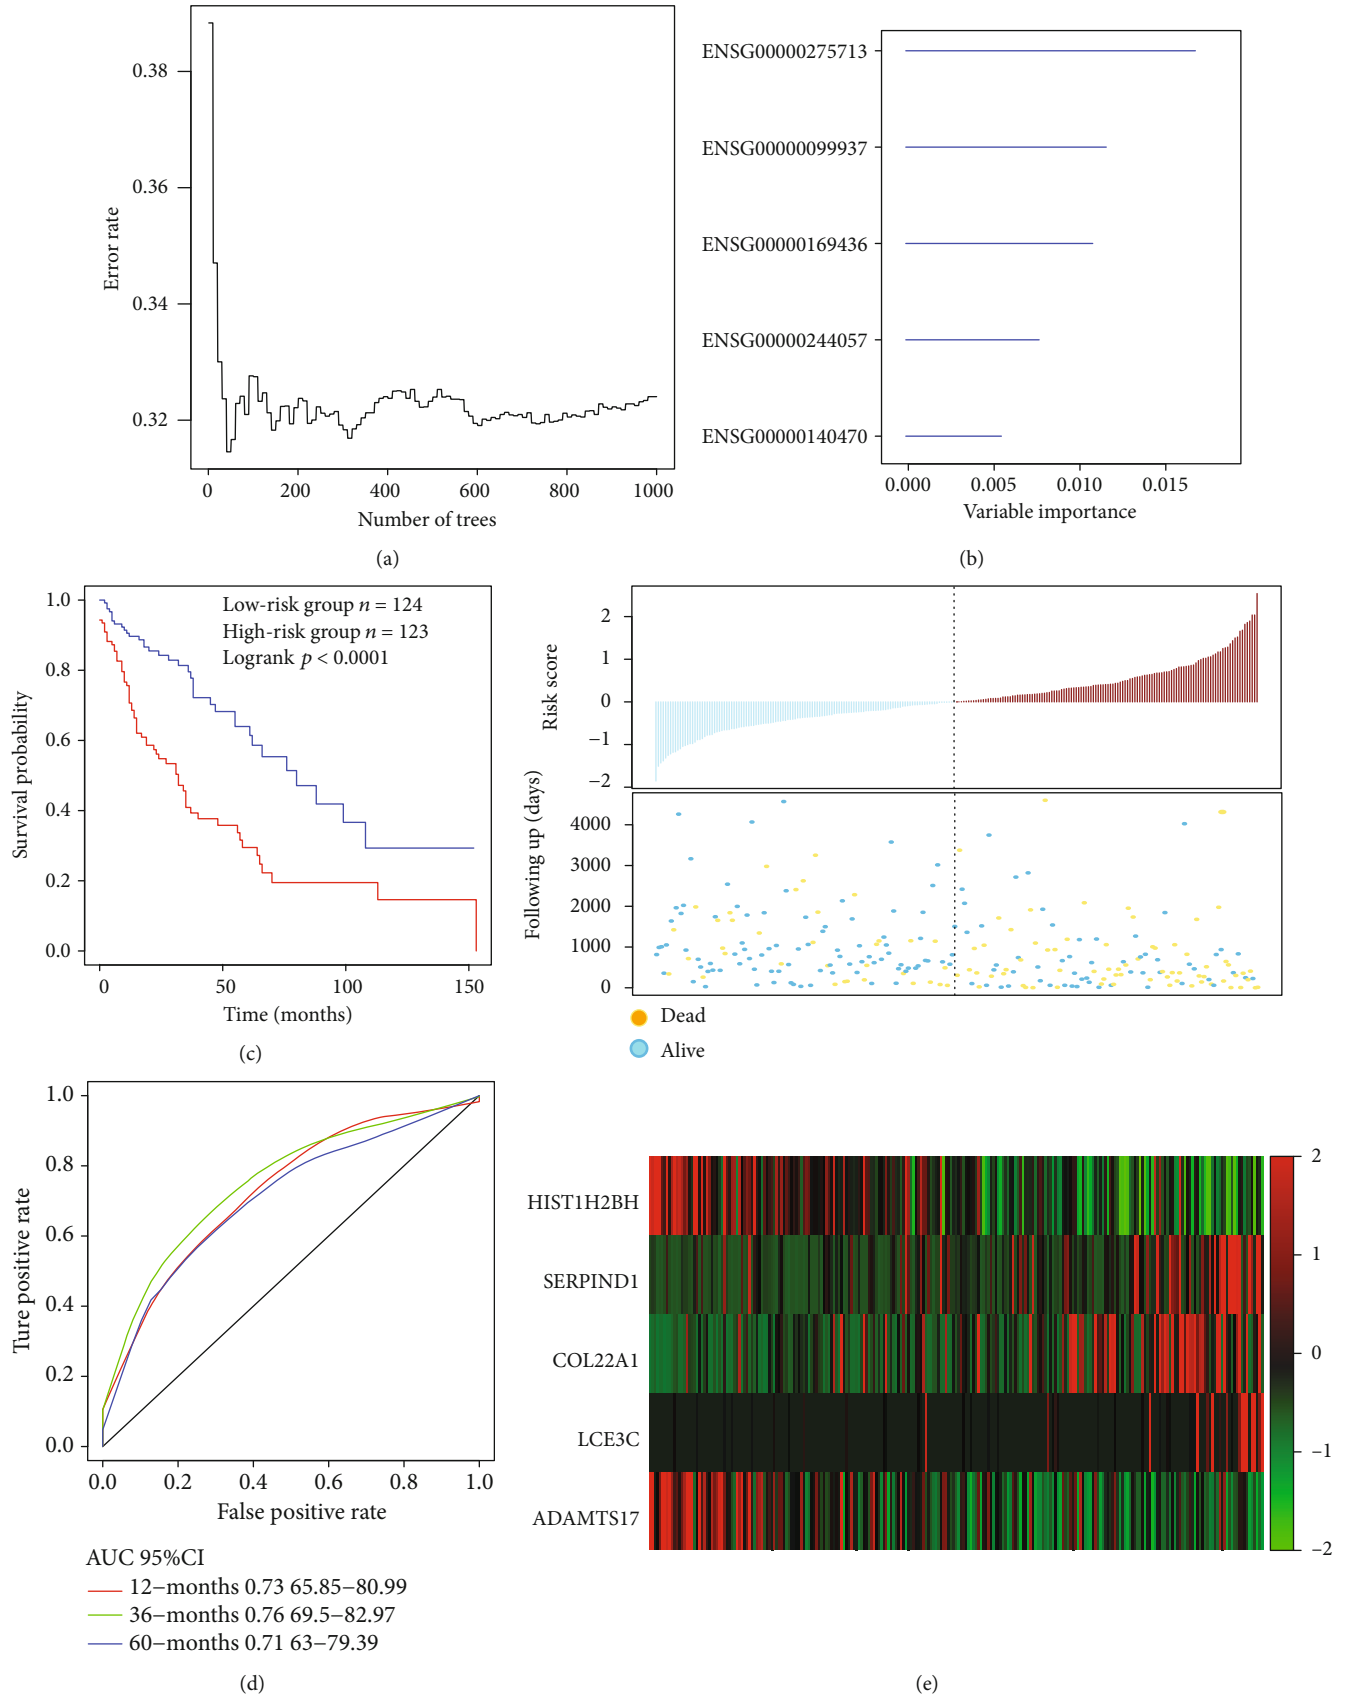 0.38
0.36
0.34
0.32
Error rate
0 200 400 600 800 1000
Number of trees
(a)
ENSG00000275713
ENSG00000099937
ENSG00000169436
ENSG00000244057
ENSG00000140470
0.000 0.005 0.010 0.015
Variable importance
(b)
1.0
0.8
0.6
0.4
0.2
0.0
Survival probability
Low-risk group n = 124
High-risk group n = 123
Logrank p < 0.0001
0 50 100 150
Time (months)
(c)
2
1
0
−1
−2
Risk score
4000
3000
2000
1000
0
Following up (days)
Dead
Alive
1.0
0.8
0.6
0.4
0.2
0.0
Ture positive rate
0.0 0.2 0.4 0.6 0.8 1.0
False positive rate
AUC 95%CI
12−months 0.73 65.85−80.99
36−months 0.76 69.5−82.97
60−months 0.71 63−79.39
(d)
HIST1H2BH
SERPIND1
COL22A1
LCE3C
ADAMTS17
2
1
0
−1
−2
(e)